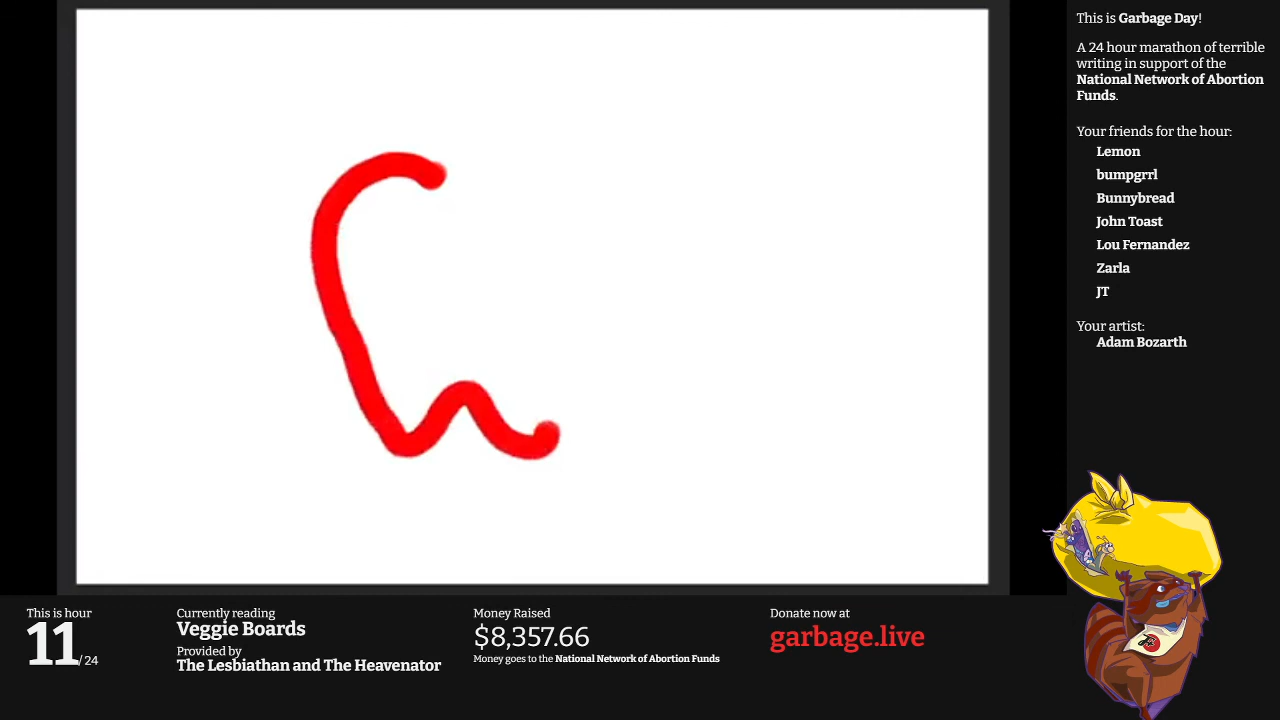 This is Garbage Day!
A 24 hour marathon of terrible
writing in support of the
National Network of Abortion
Funds.
Your friends for the hour:
Lemon
bumpgrrl
Bunnybread
John Toast
Lou Fernandez
Zarla
JT
Your artist:
Adam Bozarth
This is hour
11/ 24
Currently reading
Veggie Boards
Provided by
The Lesbiathan and The Heavenator
Money Raised
$8,357.66
Money goes to the National Network of Abortion Funds
Donate now at
garbage.live